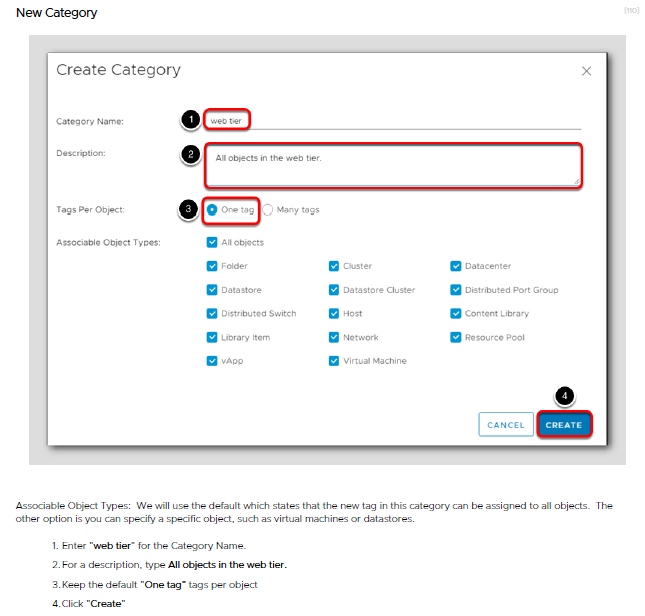 New Category
[110]
Create Category
Category Name:
1
web tier
Description:
2
All objects in the web tier.
Tags Per Object:
3
One tag
Many tags
Associable Object Types:
All objects
Folder
Cluster
Datacenter
Datastore
Datastore Cluster
Distributed Port Group
Distributed Switch
Host
Content Library
Library Item
Network
Resource Pool
vApp
Virtual Machine
4
CANCEL
CREATE
Associable Object Types:  We will use the default which states that the new tag in this category can be assigned to all objects.  The
other option is you can specify a specific object, such as virtual machines or datastores.
1. Enter "web tier" for the Category Name.
2. For a description, type All objects in the web tier.
3. Keep the default "One tag" tags per object
4. Click "Create"